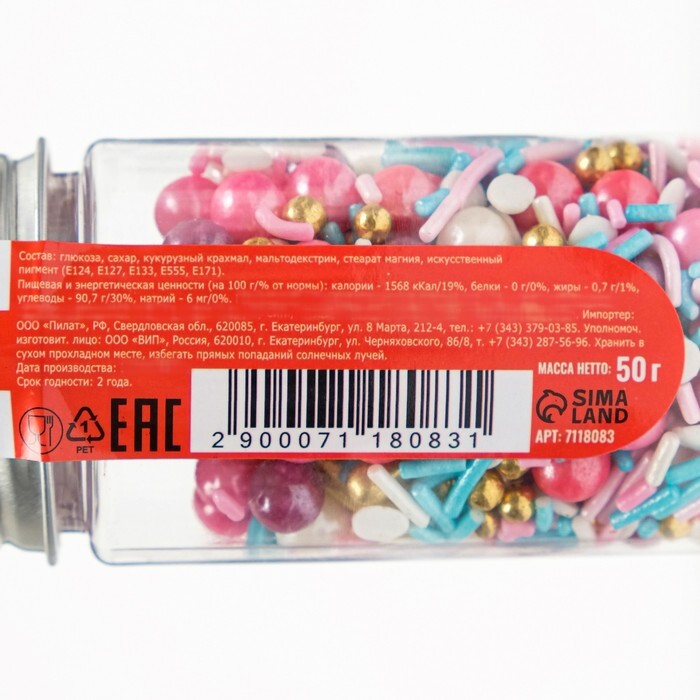 Состав: глюкоза, сахар, кукурузный крахмал, мальтодекстрин, стеарат магния, искусственный
пигмент (Е124, Е127, Е133, Е555, Е171).
Пищевая и энергетическая ценности (на 100 г/% от нормы): калории - 1568 кКал/19%, белки - 0 г/0%, жиры - 0,7 г/1%,
углеводы - 90,7 г/30%, натрий - 6 мг/0%.
Импортер:
ООО «Пилат», РФ, Свердловская обл., 620085, г. Екатеринбург, ул. 8 Марта, 212-4, тел.: +7 (343) 379-03-85. Уполномоч.
изготовит. лицо: ООО «ВИП», Россия, 620010, г. Екатеринбург, ул. Черняховского, 86/8, т. +7 (343) 287-56-96. Хранить в
сухом прохладном месте, избегать прямых попаданий солнечных лучей.
Дата производства:
Срок годности: 2 года.
МАССА НЕТТО: 50 г
1
PET
EAC
2 900071 180831
SIMA
LAND
АРТ: 7118083